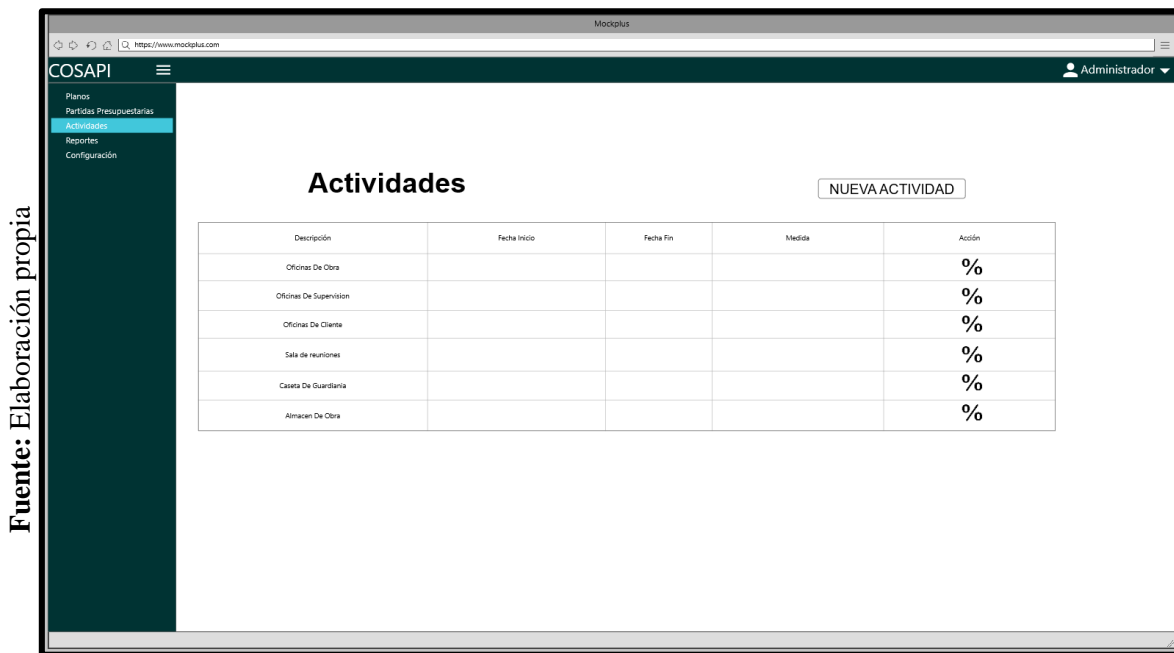 Mockplus
https://www.mockplus.com
COSAPI
Administrador
Planos
Partidas Presupuestarias
Actividades
Reportes
Configuración
Actividades
NUEVA ACTIVIDAD
Descripción Fecha Inicio Fecha Fin Medida Acción
Oficinas De Obra %
Oficinas De Supervision %
Oficinas De Cliente %
Sala de reuniones %
Caseta De Guardiania %
Almacen De Obra %
Fuente: Elaboración propia